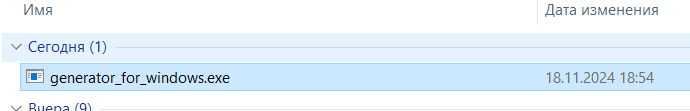 Имя Дата изменения
Сегодня (1)
generator_for_windows.exe 18.11.2024 18:54
Вчера (9)